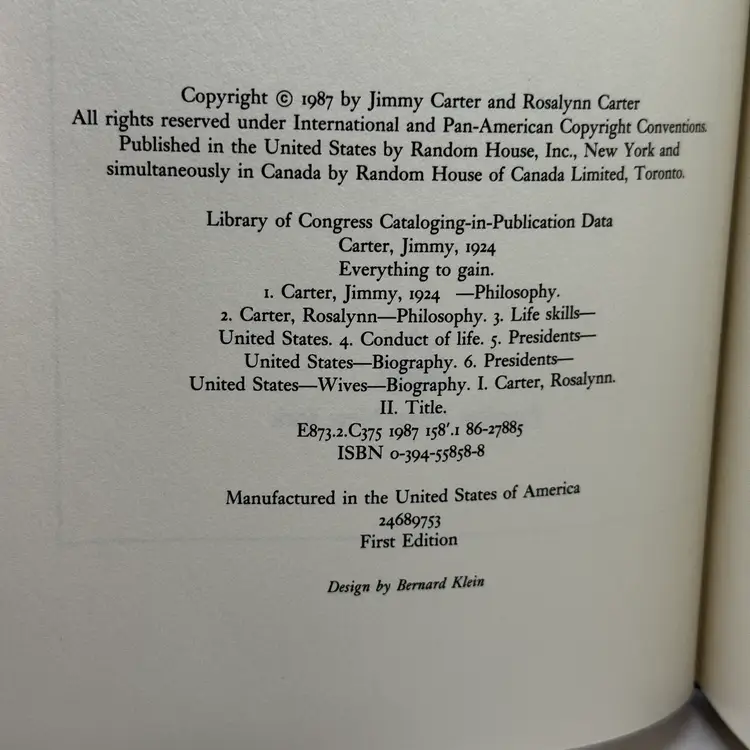 Copyright © 1987 by Jimmy Carter and Rosalynn Carter
All rights reserved under International and Pan-American Copyright Conventions.
Published in the United States by Random House, Inc., New York and
simultaneously in Canada by Random House of Canada Limited, Toronto.
Library of Congress Cataloging-in-Publication Data
Carter, Jimmy, 1924
Everything to gain.
1. Carter, Jimmy, 1924 —Philosophy.
2. Carter, Rosalynn—Philosophy. 3. Life skills—
United States. 4. Conduct of life. 5. Presidents—
United States—Biography. 6. Presidents—
United States—Wives—Biography. I. Carter, Rosalynn.
II. Title.
E873.2.C375 1987 158'.1 86-27885
ISBN 0-394-55858-8
Manufactured in the United States of America
24689753
First Edition
Design by Bernard Klein